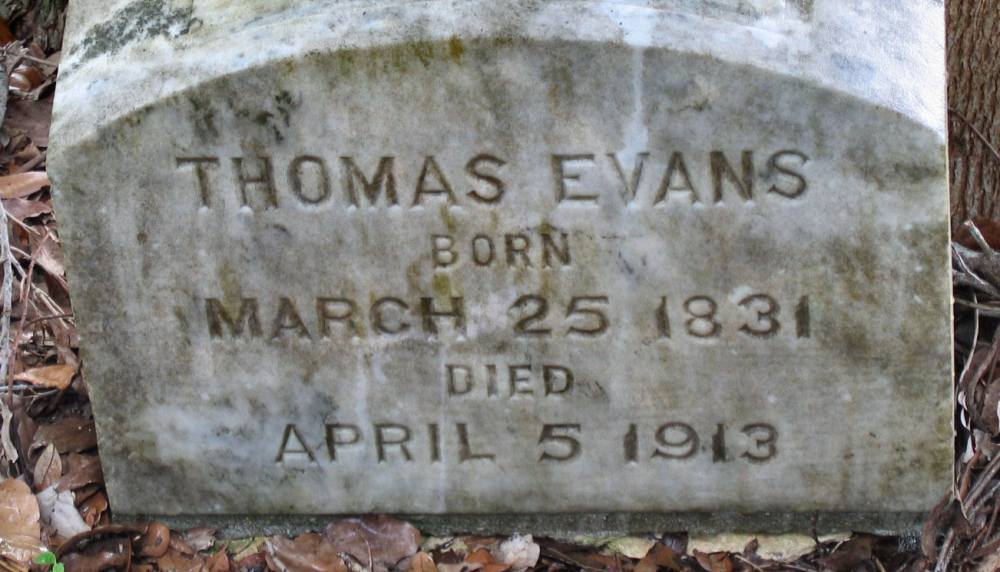 THOMAS EVANS
BORN
MARCH 25 1831
DIED
APRIL 5 1913